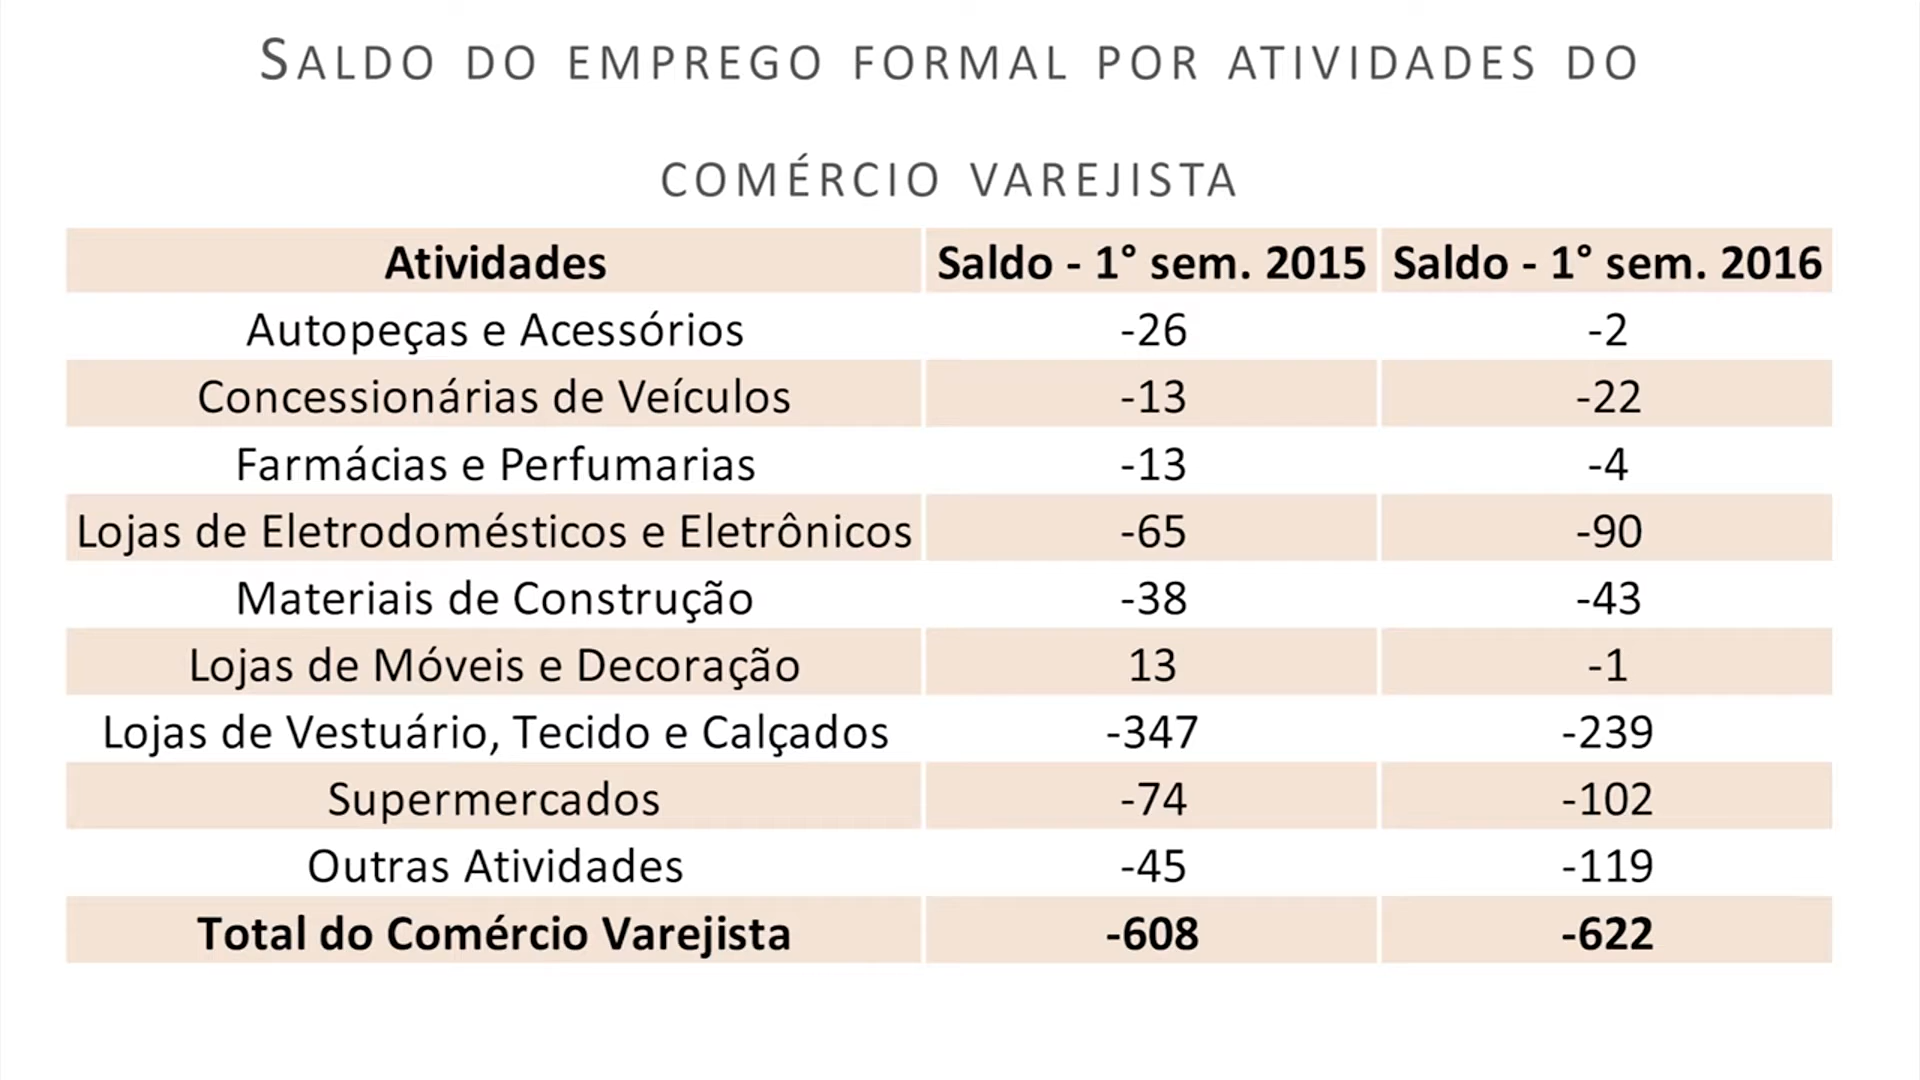 Saldo do emprego formal por atividades do
comércio varejista
Atividades Saldo - 1° sem. 2015 Saldo - 1° sem. 2016
Autopeças e Acessórios -26 -2
Concessionárias de Veículos -13 -22
Farmácias e Perfumarias -13 -4
Lojas de Eletrodomésticos e Eletrônicos -65 -90
Materiais de Construção -38 -43
Lojas de Móveis e Decoração 13 -1
Lojas de Vestuário, Tecido e Calçados -347 -239
Supermercados -74 -102
Outras Atividades -45 -119
Total do Comércio Varejista -608 -622